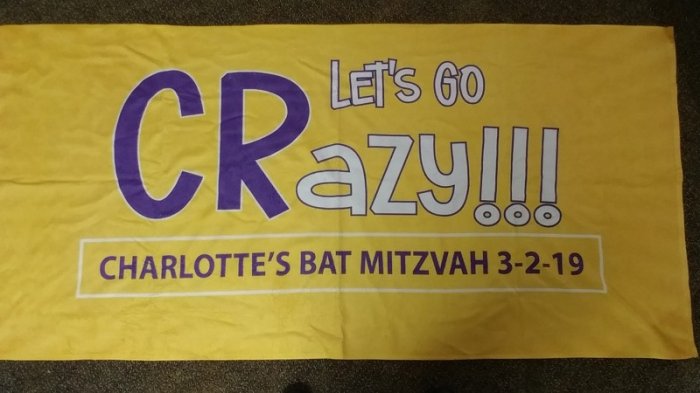 LET'S GO
CRazy!!!
CHARLOTTE'S BAT MITZVAH 3-2-19